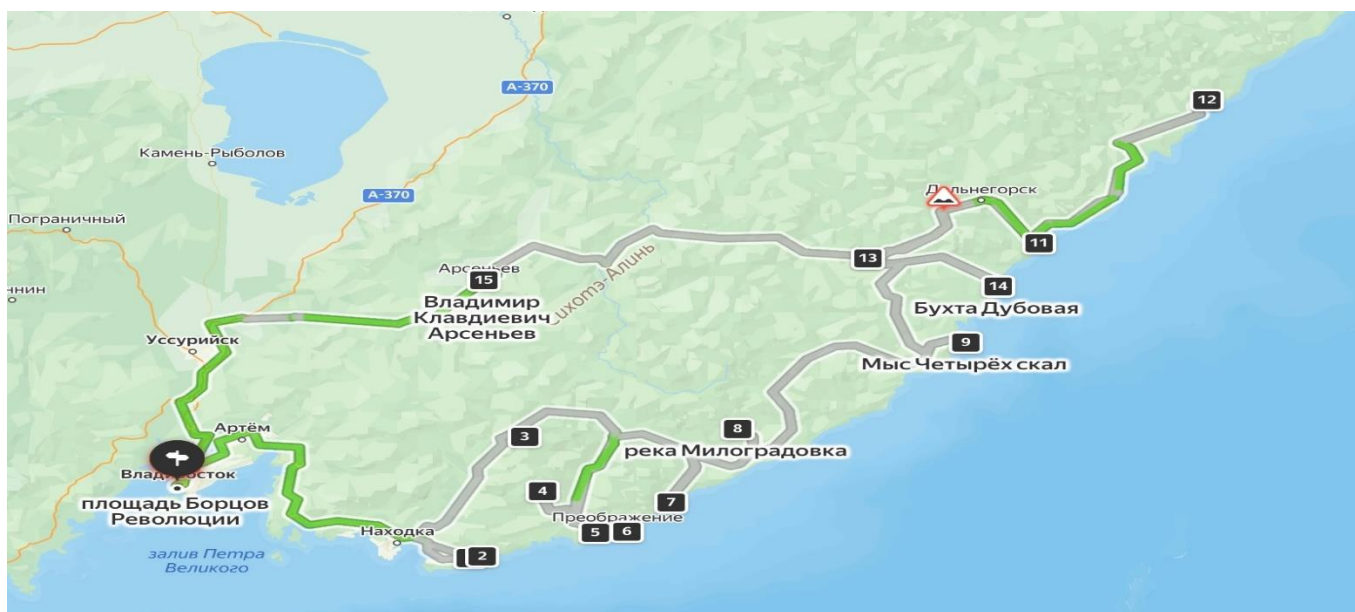 А-370
Камень-Рыболов
А-370
Пограничный
12
Дальнегорск
11
13
Арсеньев
15
14
Сихотэ-Алинь
Владимир
Клавдиевич
Арсеньев
Бухта Дубовая
Уссурийск
9
Мыс Четырёх скал
Артём
3
8
река Милоградовка
Владивосток
4
7
площадь Борцов
Революции
Преображение
5
6
Находка
2
залив Петра
Великого